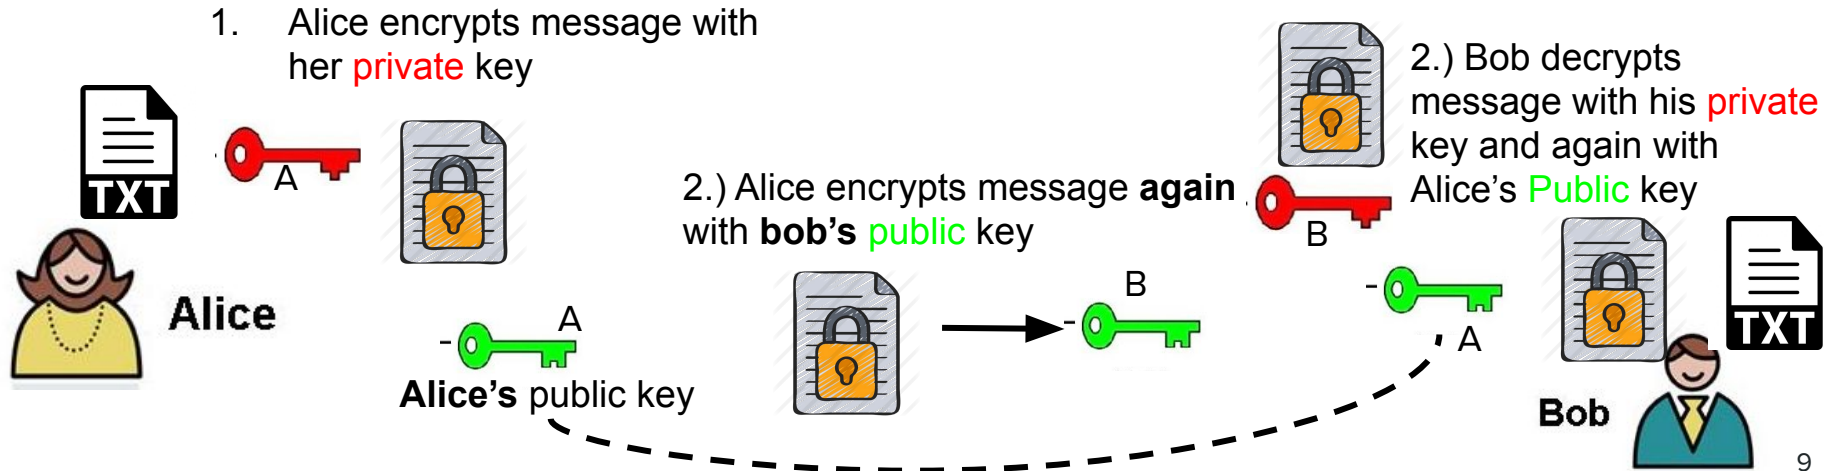 1. Alice encrypts message with
her private key
TXT
A
Alice
A
Alice's public key
2.) Alice encrypts message again
with bob's public key
B
2.) Bob decrypts
message with his private
key and again with
Alice's Public key
B
A
TXT
Bob
9